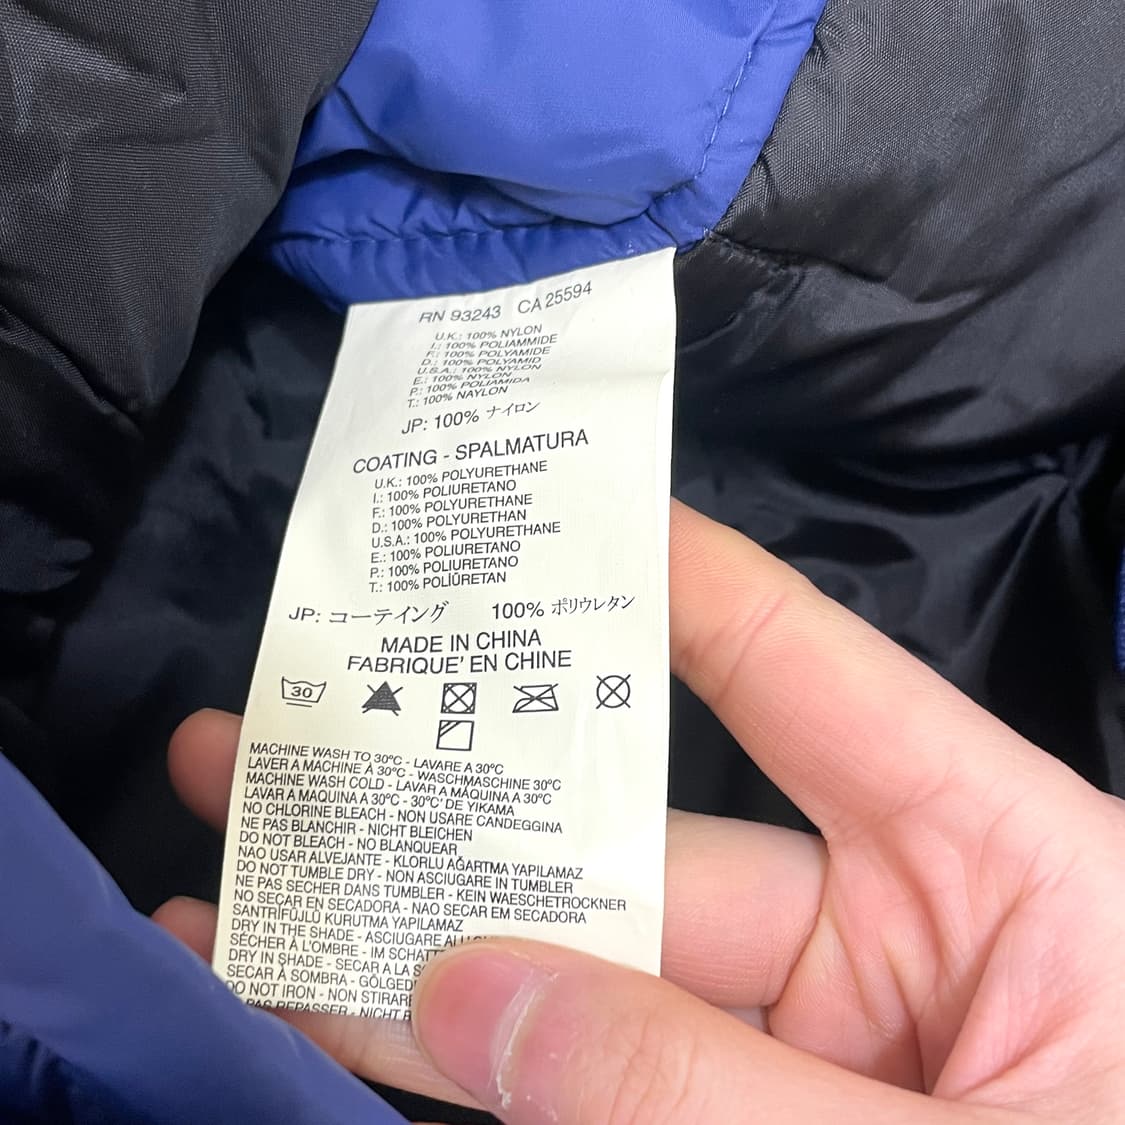 RN 93243 CA 25594
U.K.: 100% NYLON
I.: 100% POLIAMMIDE
F.: 100% POLYAMIDE
D.: 100% POLYAMID
U.S.A.: 100% NYLON
E.: 100% NYLON
P.: 100% POLIAMIDA
T.: 100% NAYLON
JP: 100% ナイロン
COATING - SPALMATURA
U.K.: 100% POLYURETHANE
I.: 100% POLIURETANO
F.: 100% POLYURETHANE
D.: 100% POLYURETHAN
U.S.A.: 100% POLYURETHANE
E.: 100% POLIURETANO
P.: 100% POLIURETANO
T.: 100% POLIÜRETAN
JP: コーテイング 100% ポリウレタン
MADE IN CHINA
FABRIQUE' EN CHINE
30
MACHINE WASH TO 30°C - LAVARE A 30°C
LAVER A MACHINE À 30°C - WASCHMASCHINE 30°C
MACHINE WASH COLD - LAVAR A MÁQUINA A 30°C
LAVAR A MAQUINA A 30°C - 30°C' DE YIKAMA
NO CHLORINE BLEACH - NON USARE CANDEGGINA
NE PAS BLANCHIR - NICHT BLEICHEN
DO NOT BLEACH - NO BLANQUEAR
NAO USAR ALVEJANTE - KLORLU AĞARTMA YAPILAMAZ
DO NOT TUMBLE DRY - NON ASCIUGARE IN TUMBLER
NE PAS SECHER DANS TUMBLER - KEIN WAESCHETROCKNER
NO SEÇAR EN SECADORA - NAO SECAR EM SECADORA
SANTRİFÜJLÜ KURUTMA YAPILAMAZ
DRY IN THE SHADE - ASCIUGARE
SÉCHER À L'OMBRE - IM
DRY IN SHADE - SECAR A LA
SECAR À SOMBRA -
DO NOT IRON - NON STIRARE
PAS REPASSER - NICHT